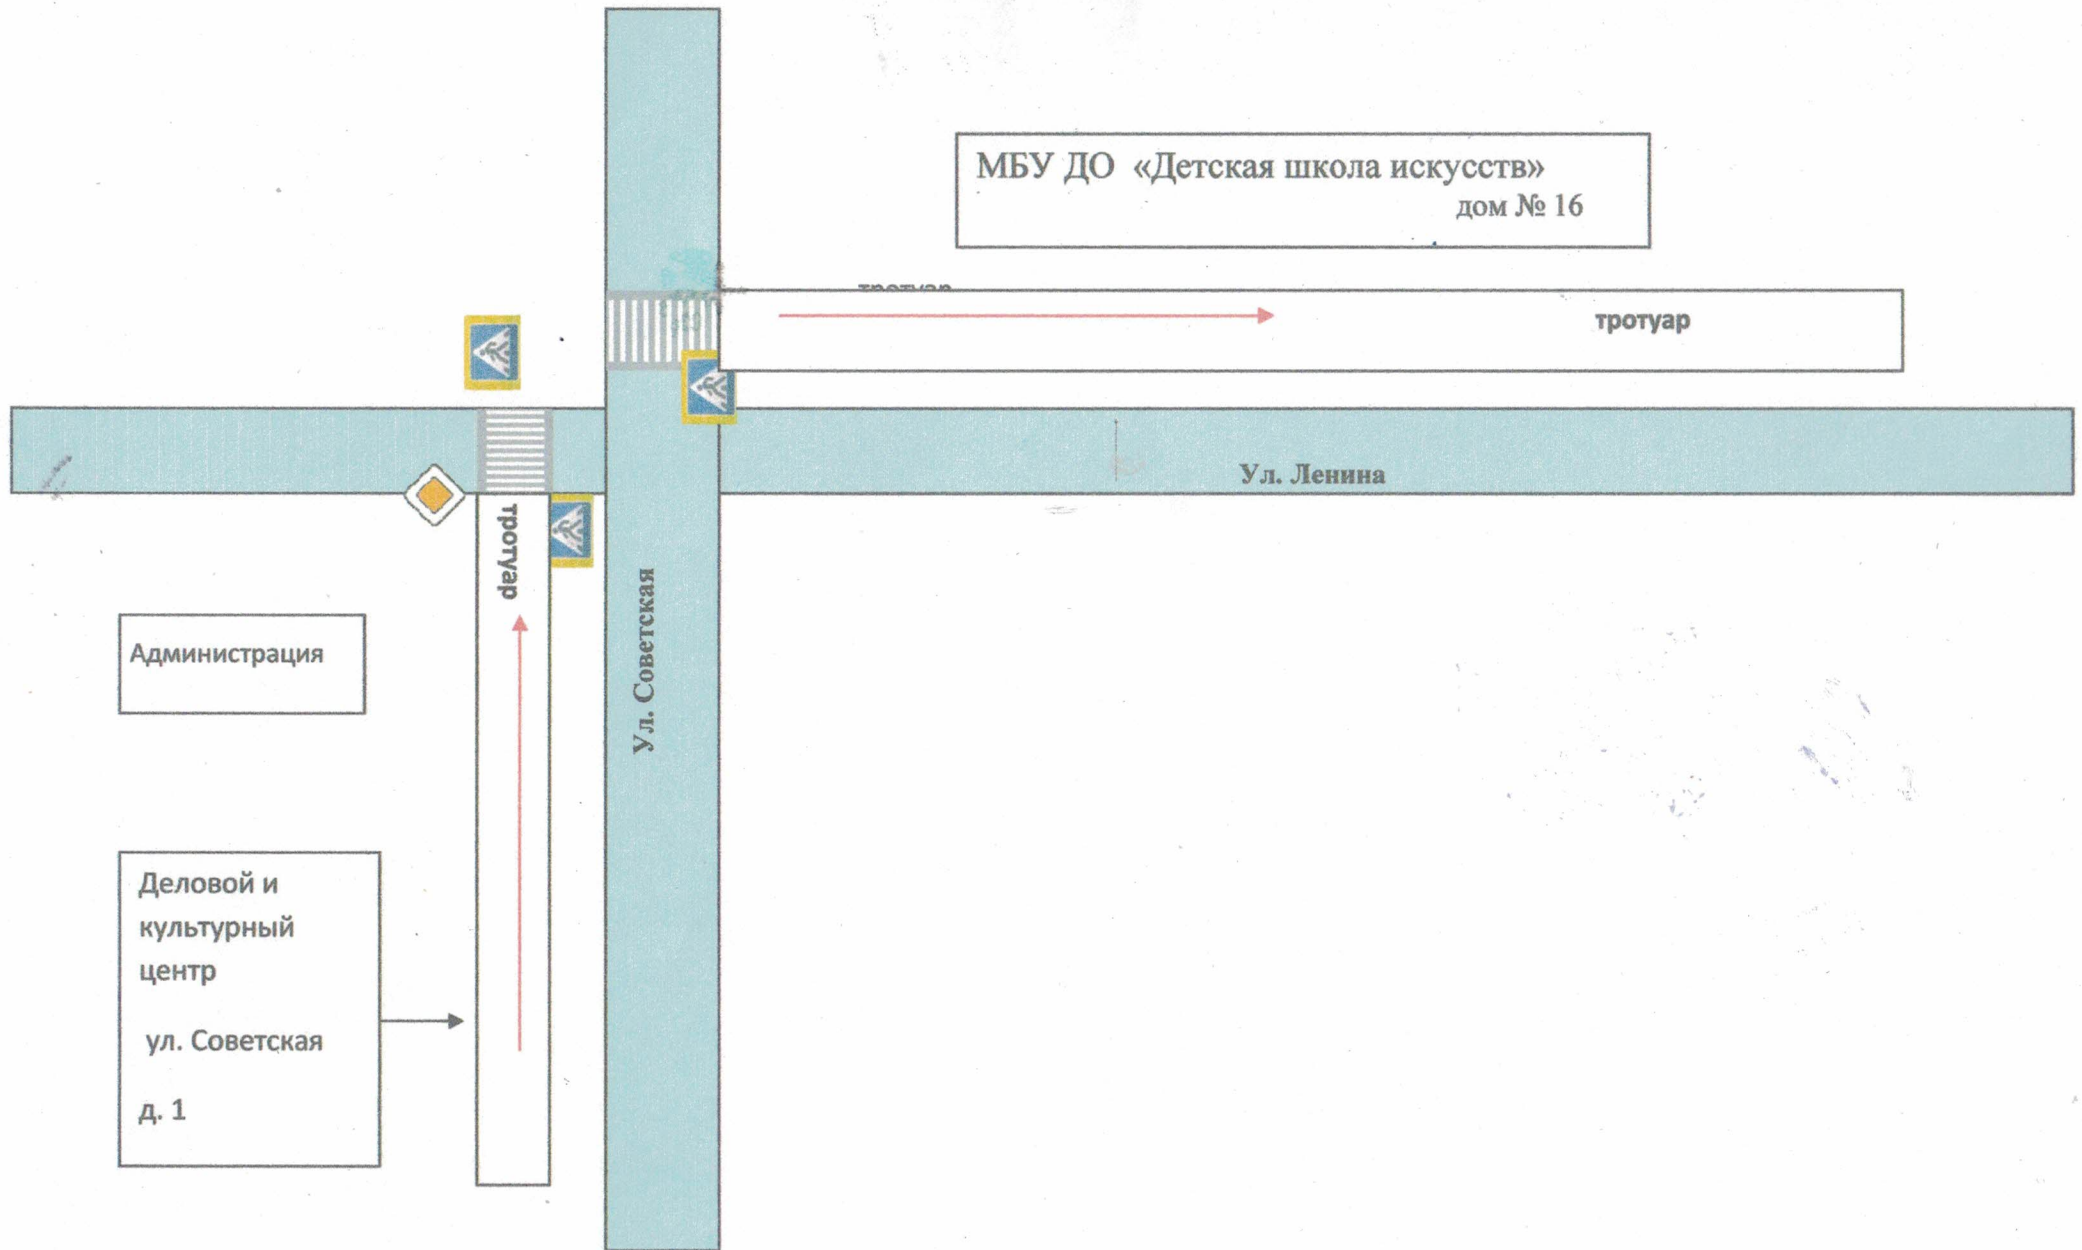 МБУ ДО «Детская школа искусств»
дом № 16
тротуар
тротуар
Ул. Ленина
тротуар
Ул. Советская
Администрация
Деловой и
культурный
центр
ул. Советская
д. 1